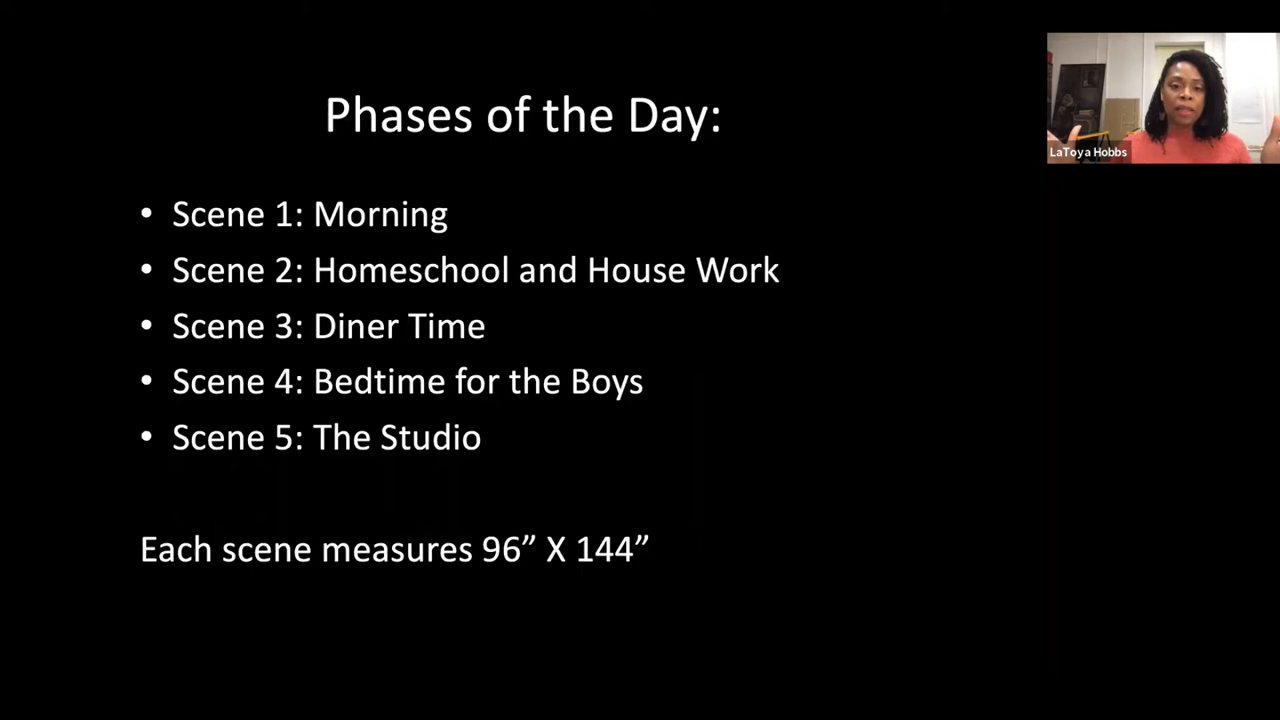 Phases of the Day:
LaToya Hobbs
• Scene 1: Morning
• Scene 2: Homeschool and House Work
• Scene 3: Diner Time
• Scene 4: Bedtime for the Boys
• Scene 5: The Studio
Each scene measures 96” X 144”